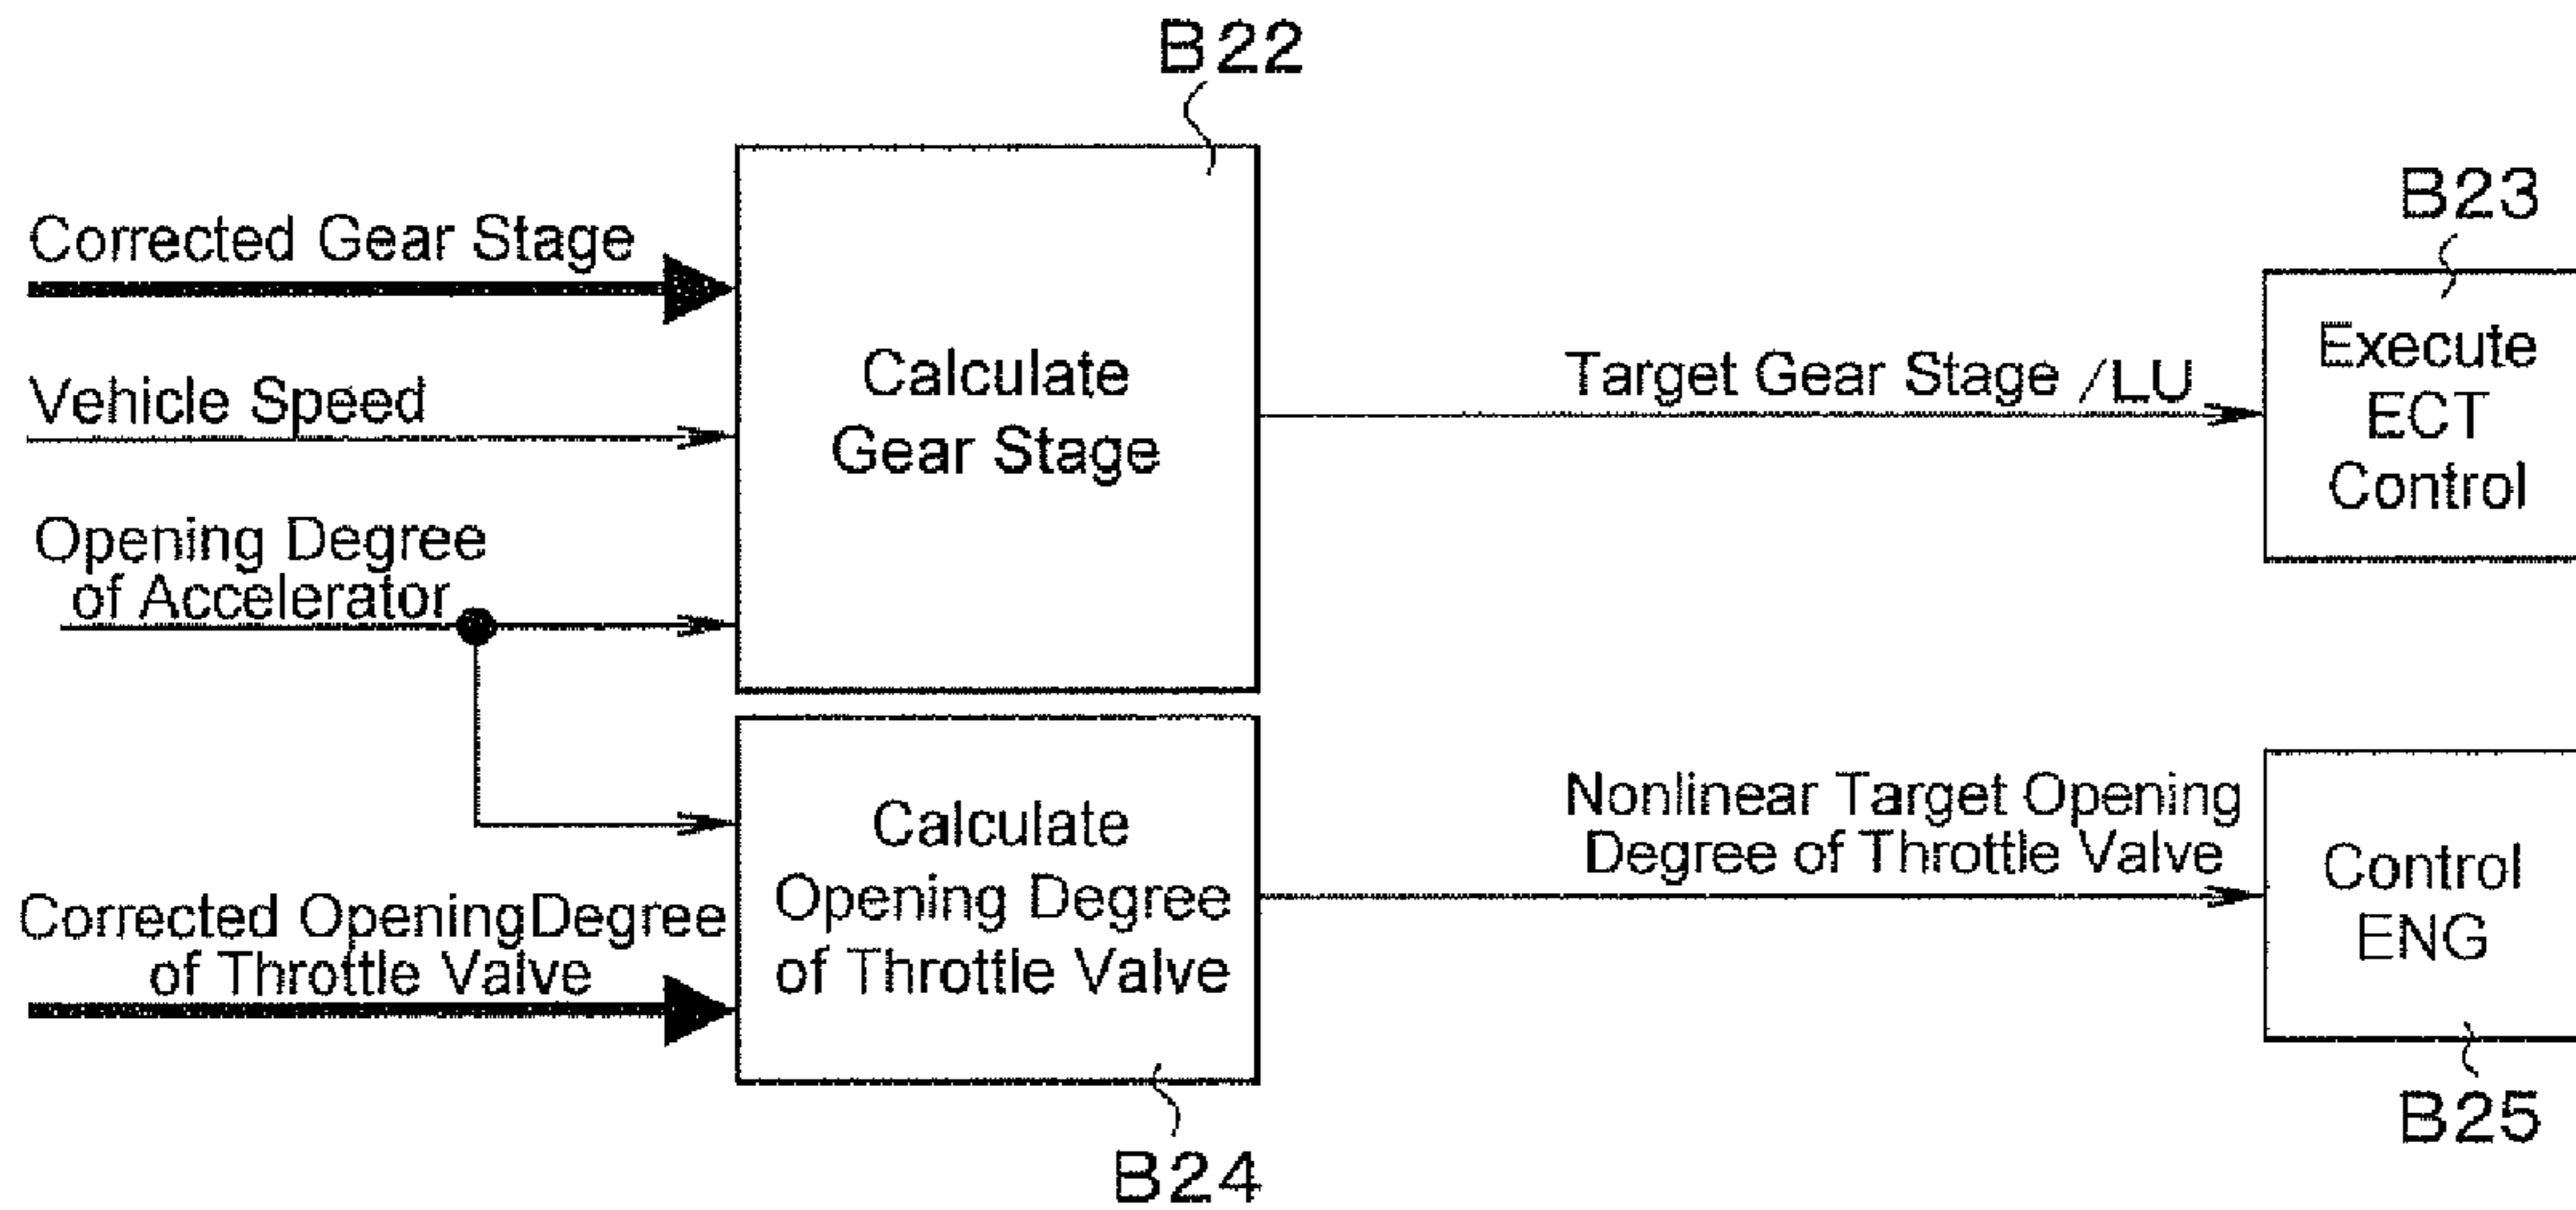 B22
B23
Corrected Gear Stage
Vehicle Speed
Opening Degree
of Accelerator
Calculate
Gear Stage
Target Gear Stage /LU
Execute
ECT
Control
Corrected OpeningDegree
of Throttle Valve
Calculate
Opening Degree
of Throttle Valve
Nonlinear Target Opening
Degree of Throttle Valve
Control
ENG
B24
B25